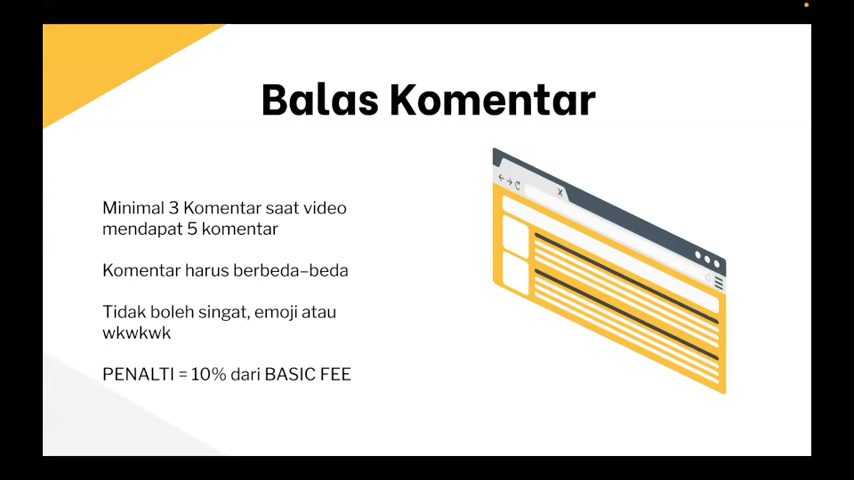 Balas Komentar
Minimal 3 Komentar saat video
mendapat 5 komentar
Komentar harus berbeda–beda
Tidak boleh singat, emoji atau
wkwkwk
PENALTI = 10% dari BASIC FEE